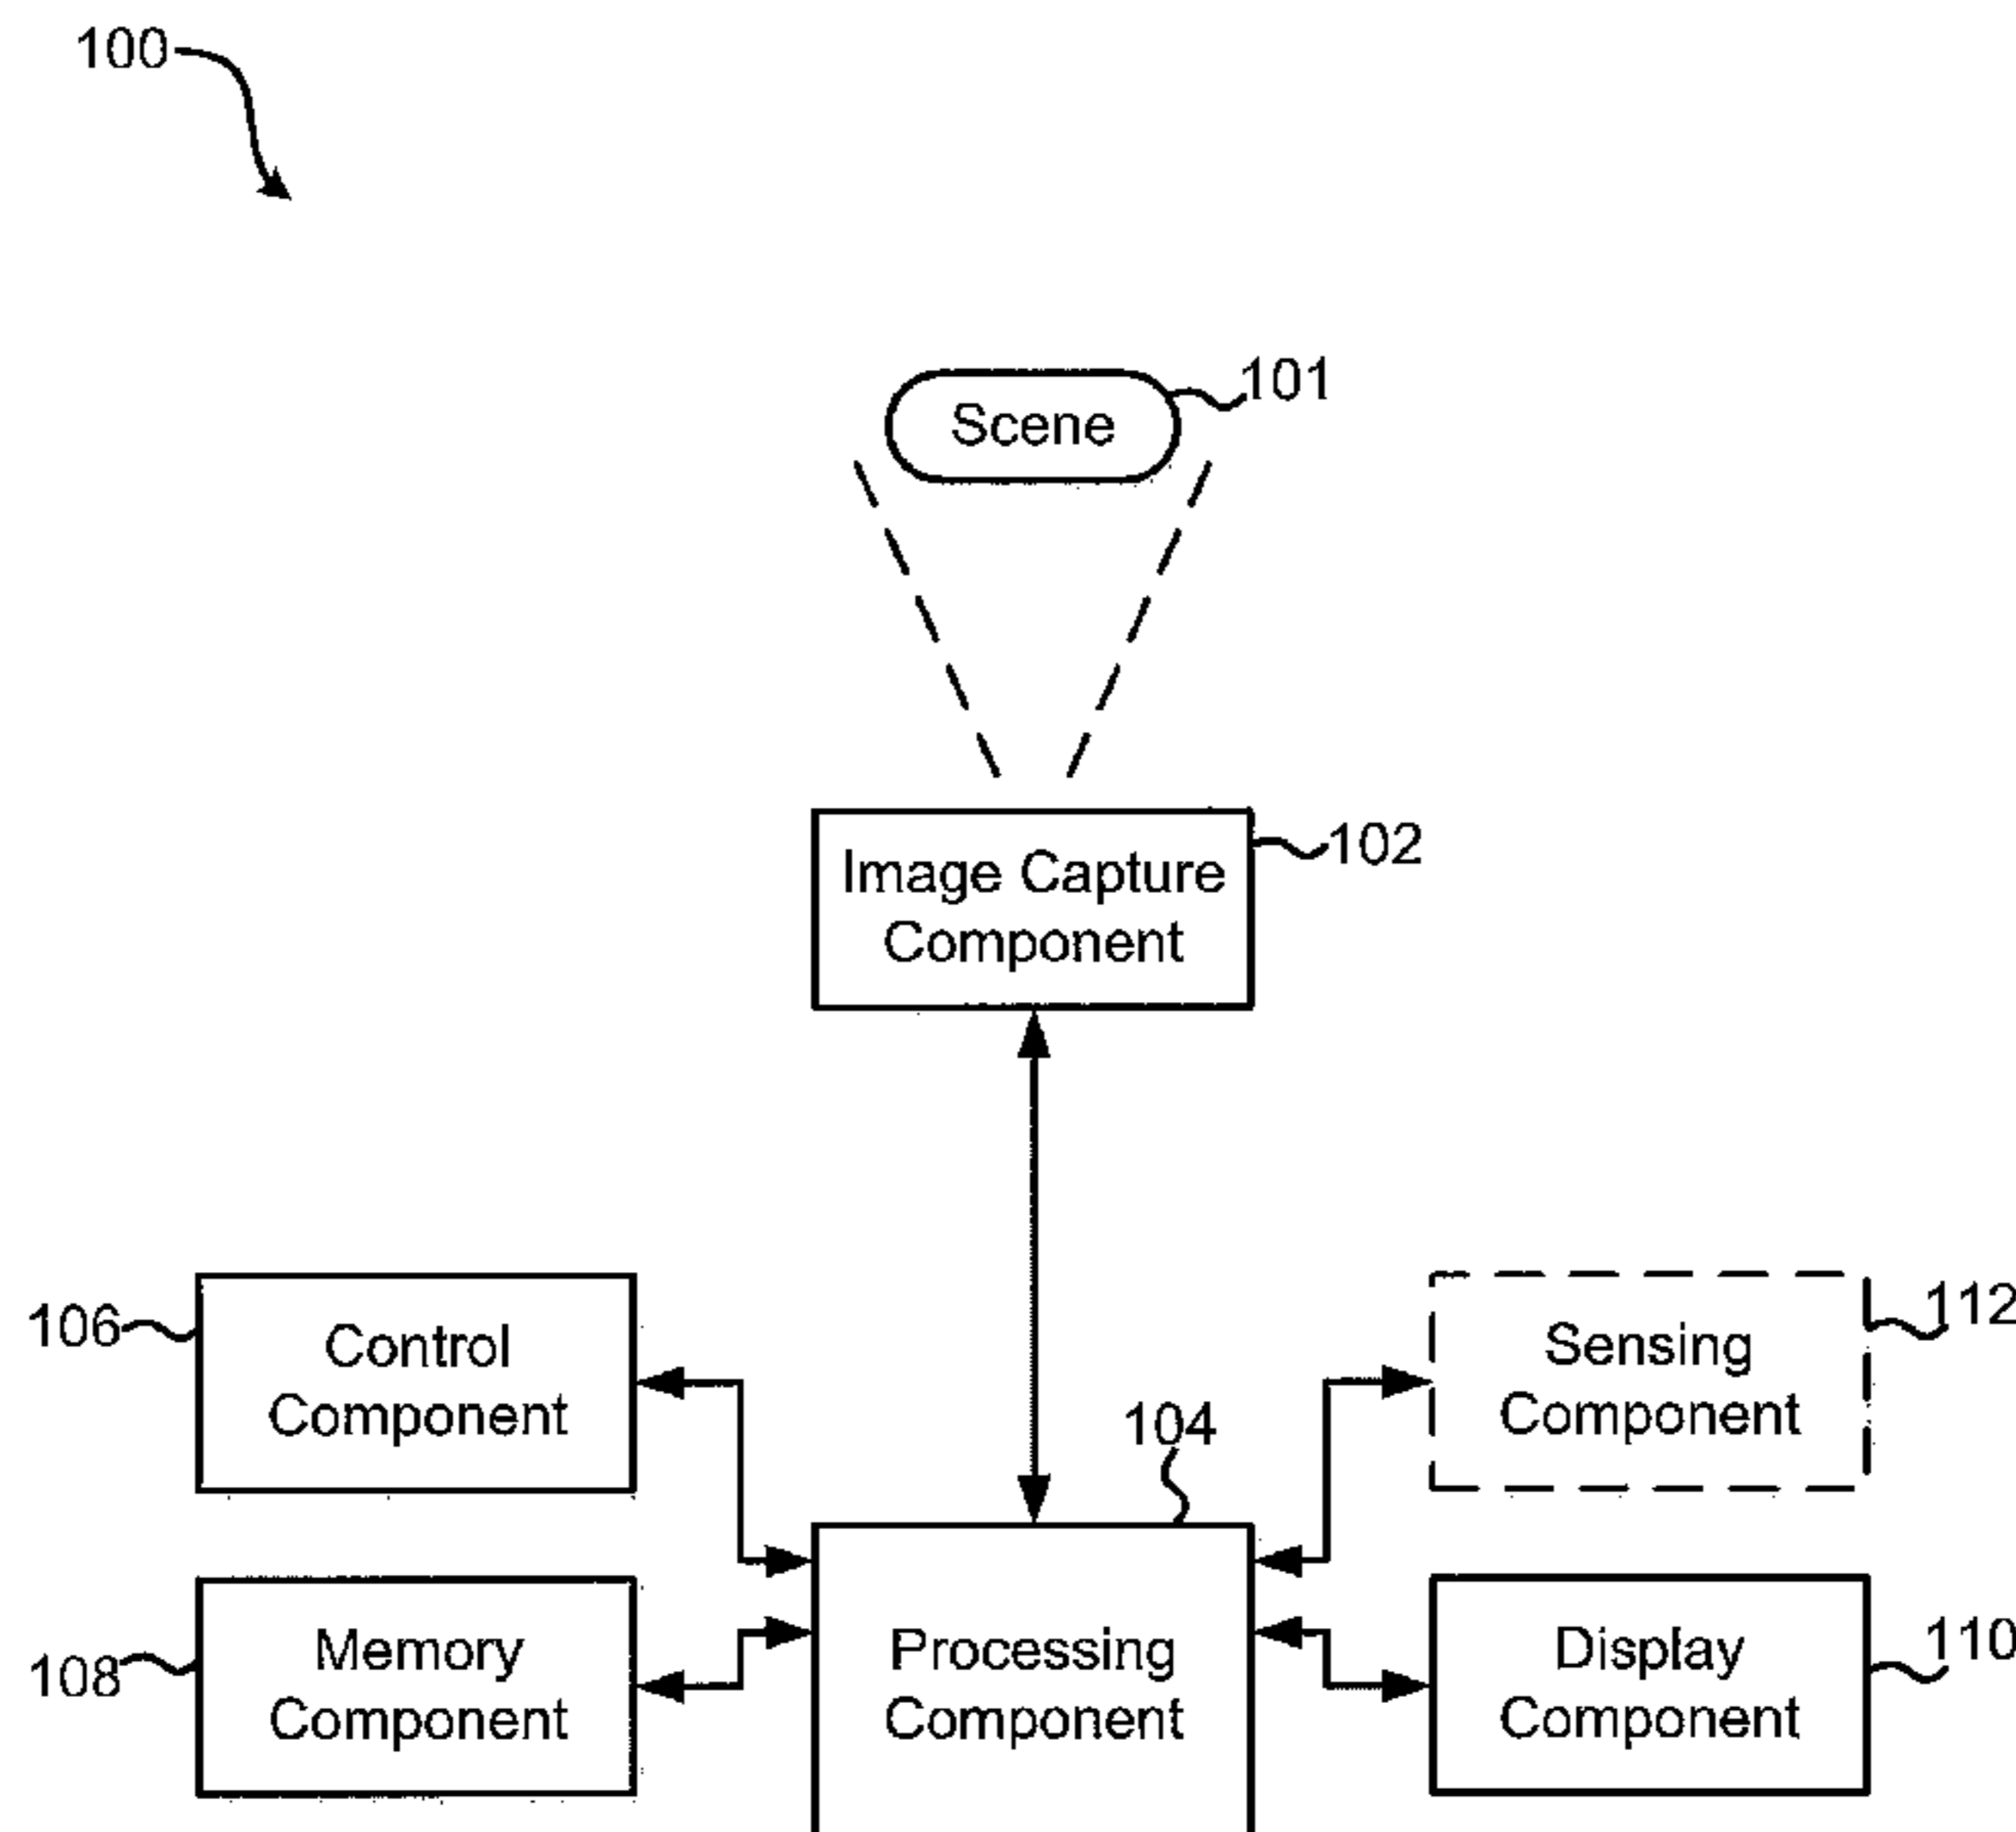 100
101
Scene
102
Image Capture
Component
106
Control
Component
104
112
Sensing
Component
108
Memory
Component
Processing
Component
110
Display
Component